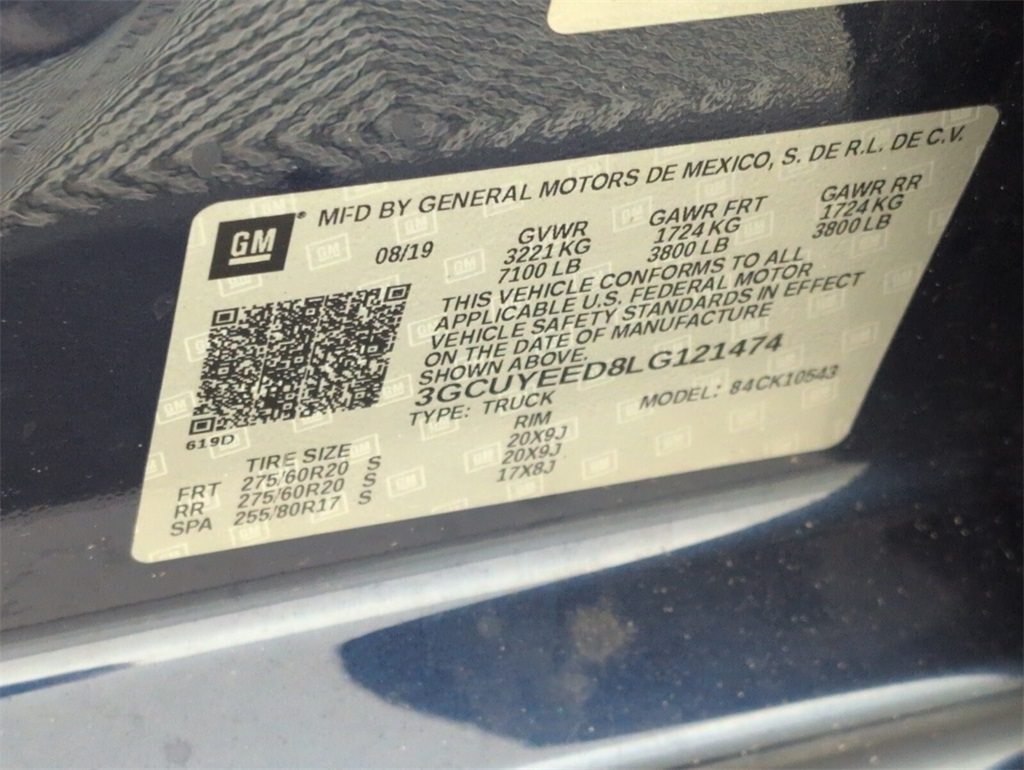 GM ® MFD BY GENERAL MOTORS DE MEXICO, S. DE R.L. DE C.V.
08/19 GVWR GAWR FRT GAWR RR
3221 KG 1724 KG 1724 KG
7100 LB 3800 LB 3800 LB
THIS VEHICLE CONFORMS TO ALL
APPLICABLE U.S. FEDERAL MOTOR
VEHICLE SAFETY STANDARDS IN EFFECT
ON THE DATE OF MANUFACTURE
SHOWN ABOVE.
3GCUYEED8LG121474
TYPE: TRUCK MODEL: 84CK10543
619D
TIRE SIZE RIM
FRT 275/60R20 S 20X9J
RR 275/60R20 S 20X9J
SPA 255/80R17 S 17X8J